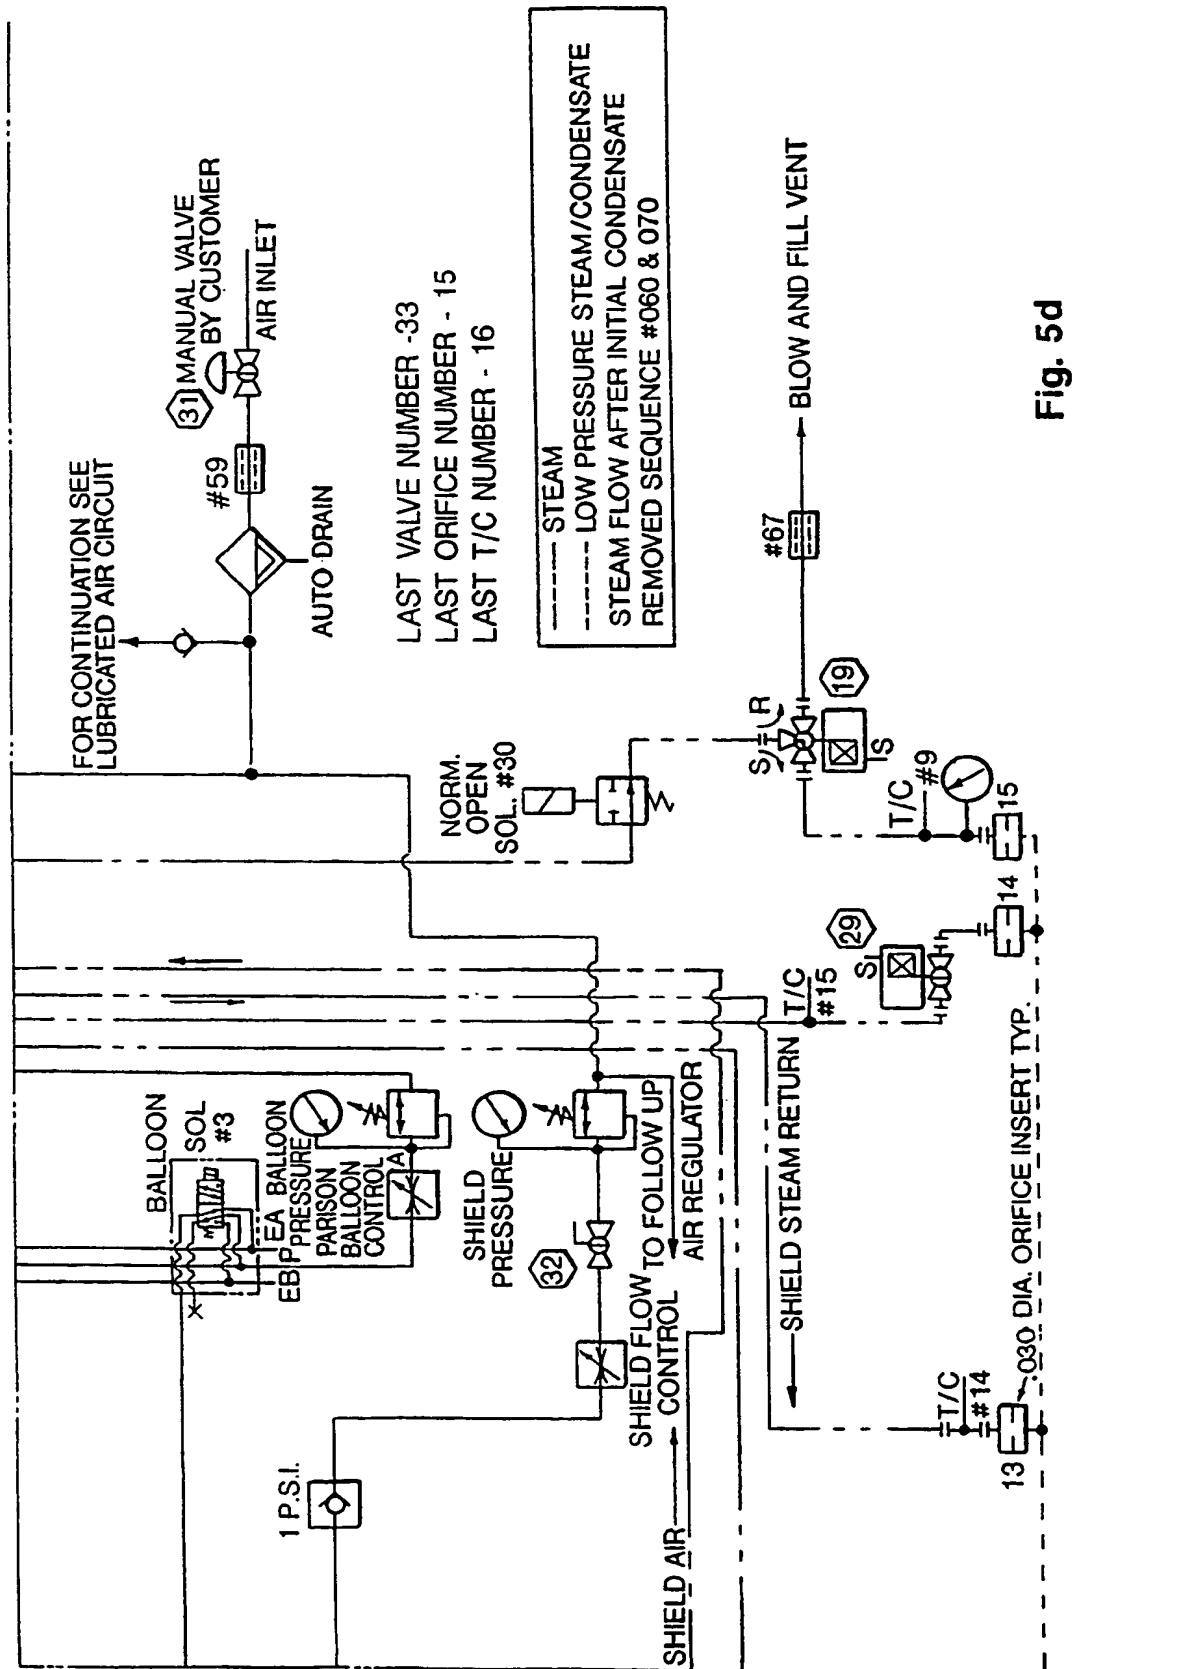 FOR CONTINUATION SEE
LUBRICATED AIR CIRCUIT
31
MANUAL VALVE
BY CUSTOMER
AIR INLET
#59
AUTO DRAIN
LAST VALVE NUMBER -33
LAST ORIFICE NUMBER - 15
LAST T/C NUMBER - 16
STEAM
LOW PRESSURE STEAM/CONDENSATE
STEAM FLOW AFTER INITIAL CONDENSATE
REMOVED SEQUENCE #060 & 070
NORM.
OPEN
SOL. #30
BLOW AND FILL VENT
#67
S
R
19
S
T/C
#9
15
14
29
S
T/C
#15
BALLOON
SOL
#3
EB
P
EA
BALLOON
PRESSURE
PARISON
BALLOON
CONTROL
A
SHIELD
PRESSURE
32
TO FOLLOW UP
AIR REGULATOR
SHIELD FLOW
CONTROL
1 P.S.I.
SHIELD AIR
SHIELD STEAM RETURN
T/C
#14
13
.030 DIA. ORIFICE INSERT TYP.
Fig. 5d